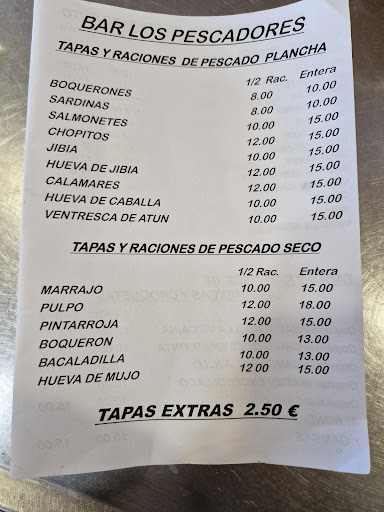 BAR LOS PESCADORES
TAPAS Y RACIONES DE PESCADO PLANCHA
1/2 Rac. Entera
BOQUERONES 8.00 10.00
SARDINAS 8.00 10.00
SALMONETES 10.00 15.00
CHOPITOS 12.00 15.00
JIBIA 10.00 15.00
HUEVA DE JIBIA 12.00 15.00
CALAMARES 12.00 15.00
HUEVA DE CABALLA 10.00 15.00
VENTRESCA DE ATUN 10.00 15.00
TAPAS Y RACIONES DE PESCADO SECO
1/2 Rac. Entera
MARRAJO 10.00 15.00
PULPO 12.00 18.00
PINTARROJA 12.00 15.00
BOQUERON 10.00 13.00
BACALADILLA 10.00 13.00
HUEVA DE MUJO 12 00 15.00
TAPAS EXTRAS 2.50 €